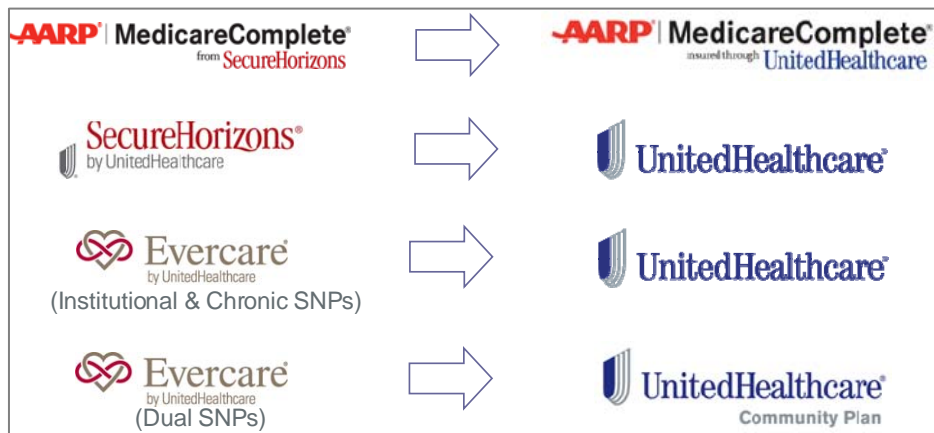 AARP | MedicareComplete®
from SecureHorizons
AARP | MedicareComplete®
insured through UnitedHealthcare
SecureHorizons®
by UnitedHealthcare
UnitedHealthcare®
Evercare®
by UnitedHealthcare
(Institutional & Chronic SNPs)
UnitedHealthcare®
Evercare®
by UnitedHealthcare
(Dual SNPs)
UnitedHealthcare®
Community Plan